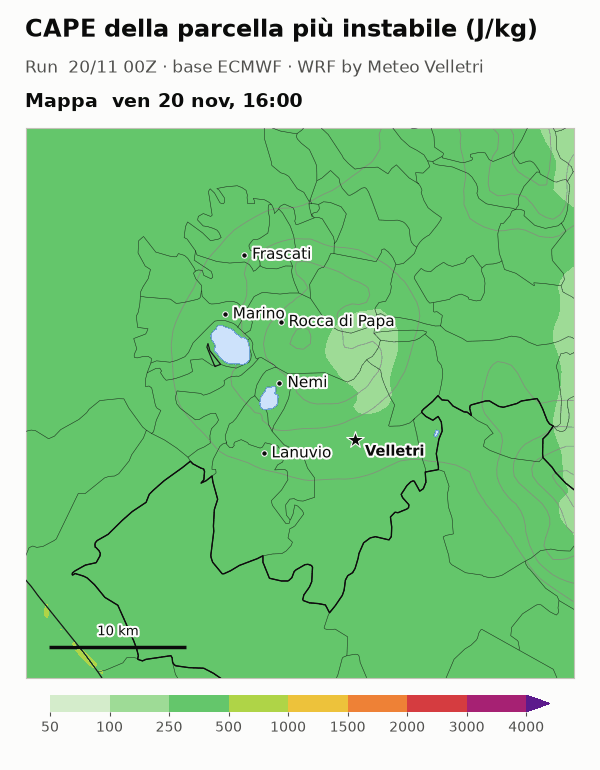 CAPE della parcella più instabile (J/kg)
Run  20/11 00Z · base ECMWF · WRF by Meteo Velletri
Mappa  ven 20 nov, 16:00
Frascati
Marino
Rocca di Papa
Nemi
Velletri
Lanuvio
10 km
50 100 250 500 1000 1500 2000 3000 4000